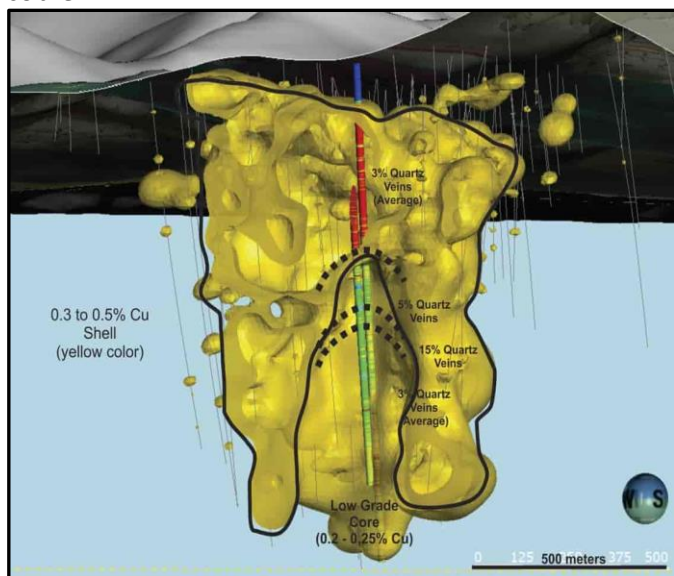 3% Quartz
Veins
(Average)
0.3 to 0.5% Cu
Shell
(yellow color)
5% Quartz
Veins
15% Quartz
Veins
3% Quartz
Veins
(Average)
Low Grade
Core
(0.2 - 0,25% Cu)
0 125 375 500
500 meters